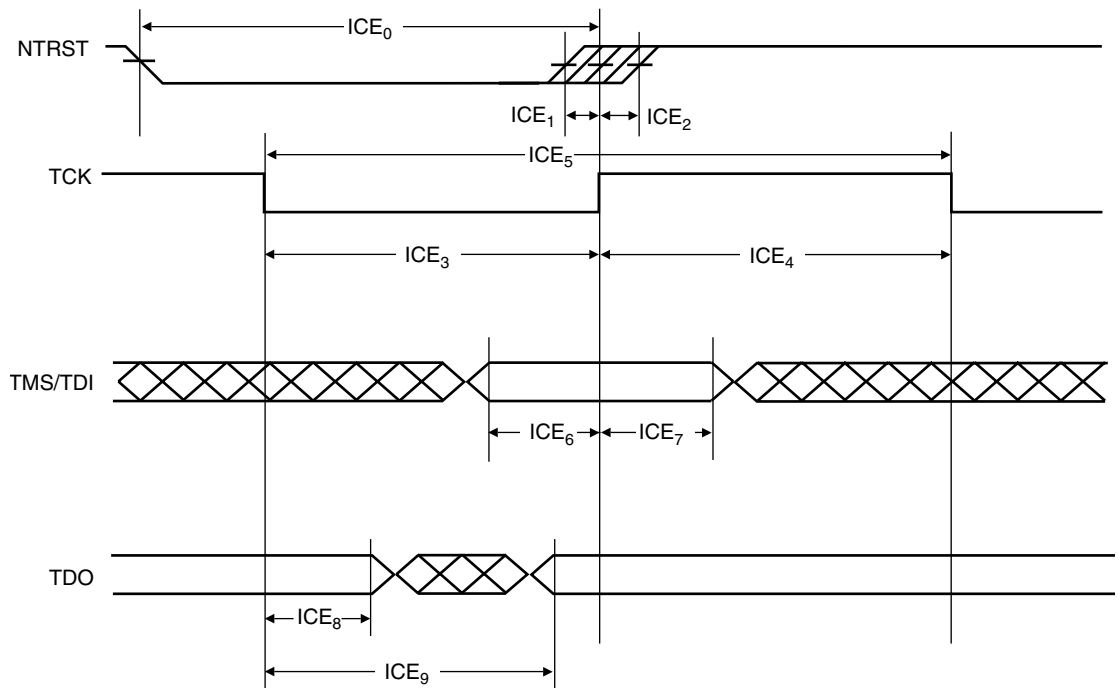 ICE₀
NTRST
ICE₁ ICE₂
ICE₅
TCK
ICE₃ ICE₄
TMS/TDI
ICE₆ ICE₇
TDO
ICE₈
ICE₉